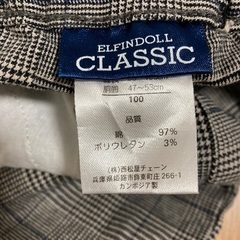 ELFINDOLL
CLASSIC
胴囲 47～53cm
100
品質
綿 97%
ポリウレタン 3%
(株)西松屋チェーン
兵庫県姫路市飾東町庄266-1
カンボジア製